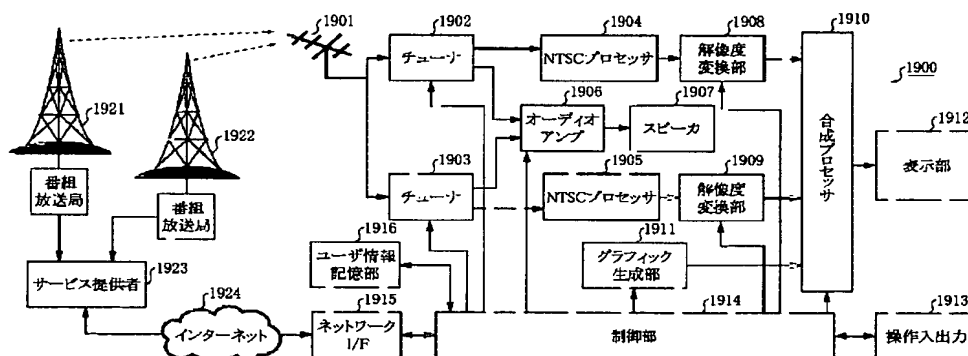 1901
1902
チューナ
1904
NTSCプロセッサ
1908
解像度
変換部
1910
合成プロセッサ
1900
1921
1922
1906
オーディオ
アンプ
1907
スピーカ
1912
表示部
番組
放送局
番組
放送局
1903
チューナ
1905
NTSCプロセッサ
1909
解像度
変換部
1916
ユーザ情報
記憶部
1911
グラフィック
生成部
1923
サービス提供者
1924
インターネット
1915
ネットワーク
I/F
1914
制御部
1913
操作入出力